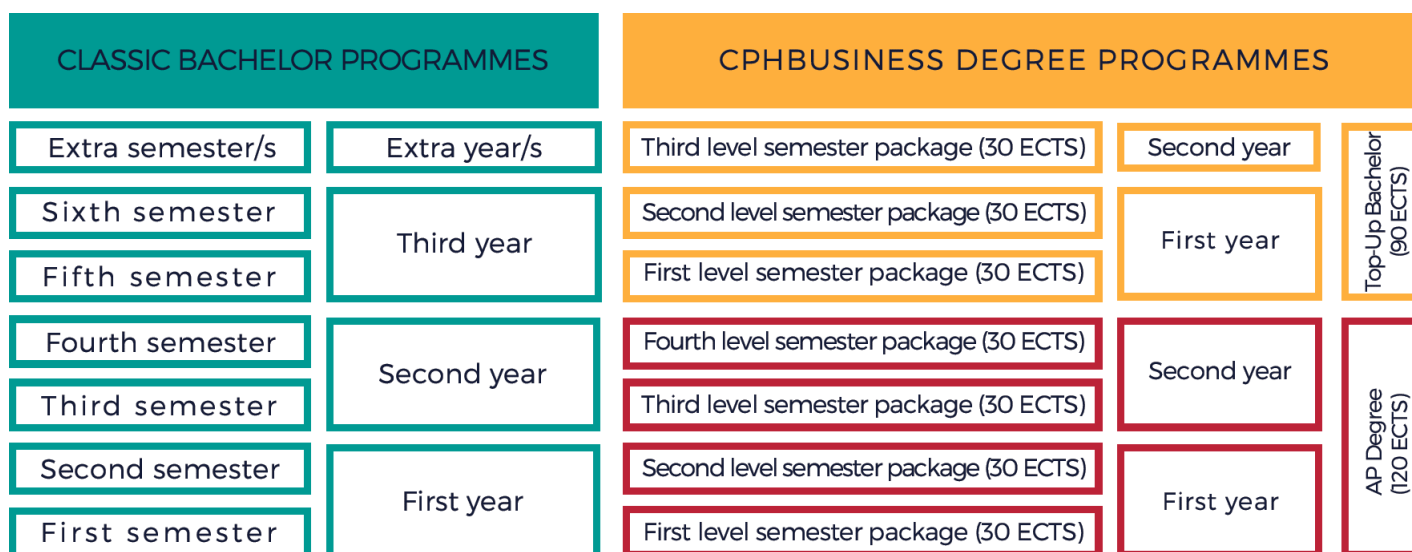 CLASSIC BACHELOR PROGRAMMES
CPHBUSINESS DEGREE PROGRAMMES
Extra semester/s
Extra year/s
Third level semester package (30 ECTS)
Second year
Top-Up Bachelor
(90 ECTS)
Sixth semester
Third year
Second level semester package (30 ECTS)
First year
Fifth semester
First level semester package (30 ECTS)
Fourth semester
Second year
Fourth level semester package (30 ECTS)
Second year
AP Degree
(120 ECTS)
Third semester
Third level semester package (30 ECTS)
Second semester
First year
Second level semester package (30 ECTS)
First year
First semester
First level semester package (30 ECTS)